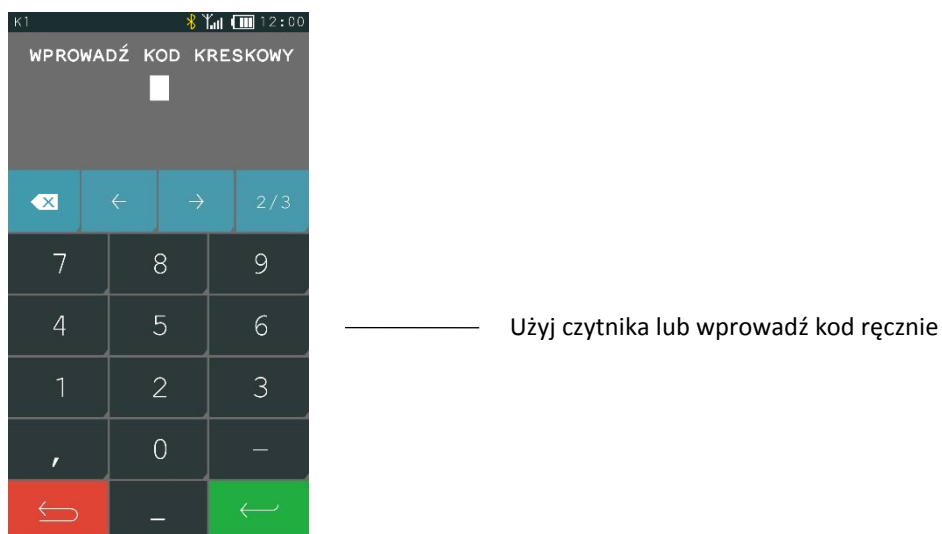 K1 12:00
WPROWADŹ KOD KRESKOWY
← → 2/3
7 8 9
4 5 6
1 2 3
, 0 –
_
Użyj czytnika lub wprowadź kod ręcznie